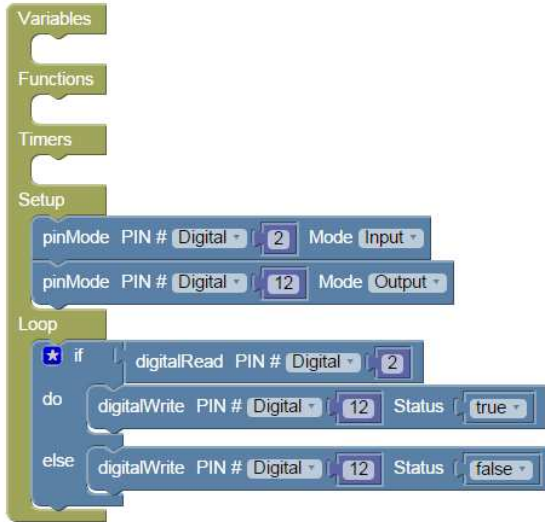 Variables
Functions
Timers
Setup
pinMode PIN # Digital 2 Mode Input
pinMode PIN # Digital 12 Mode Output
Loop
if digitalRead PIN # Digital 2
do digitalWrite PIN # Digital 12 Status true
else digitalWrite PIN # Digital 12 Status false